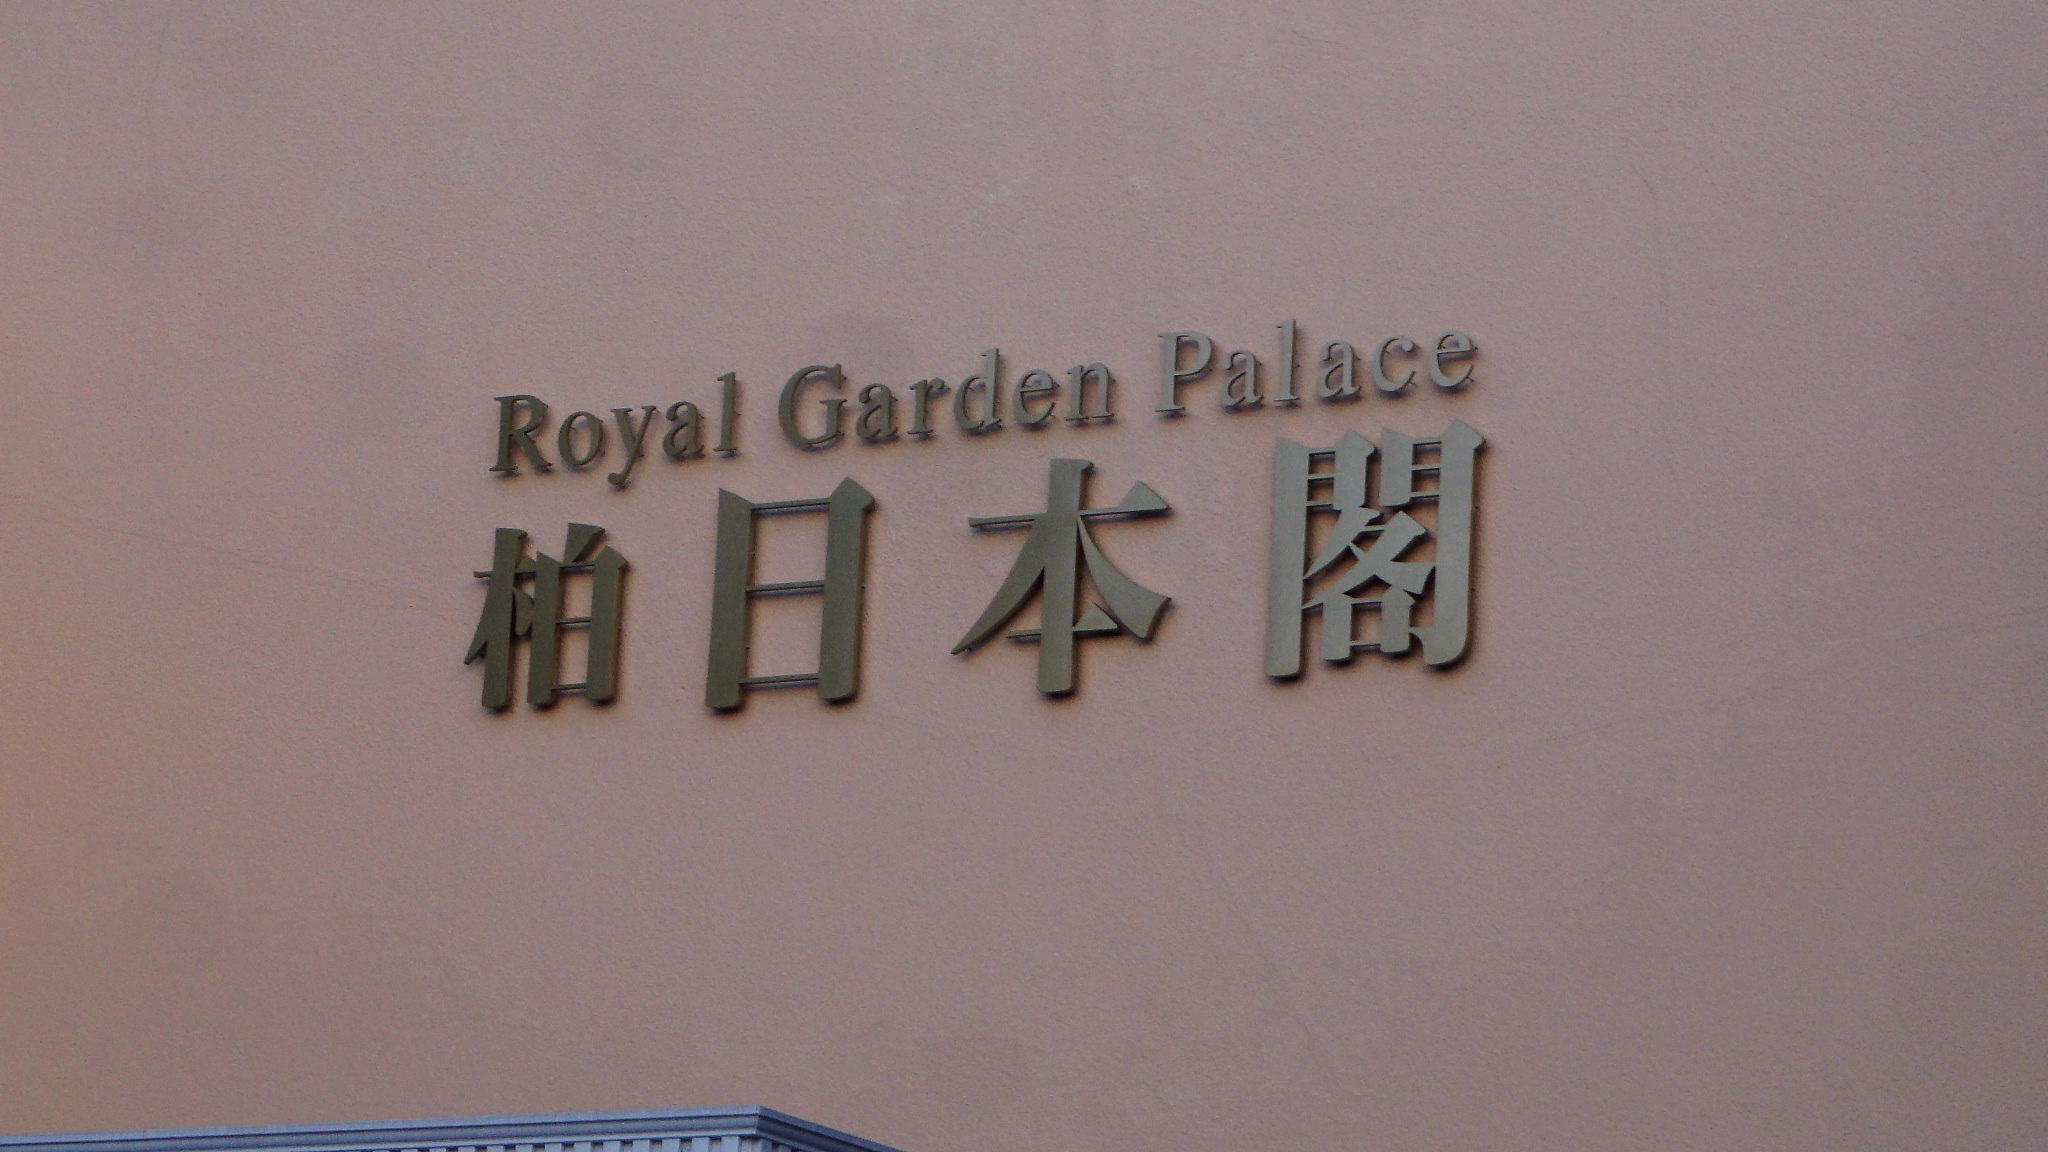 Royal Garden Palace
柏日本閣